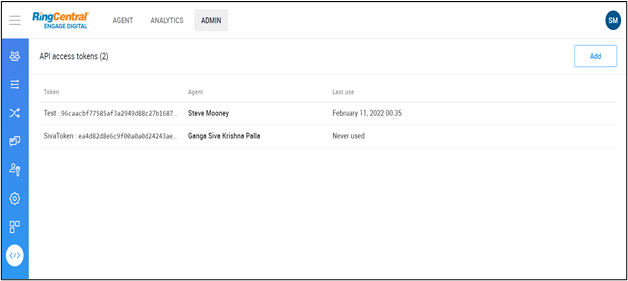 RingCentral®
ENGAGE DIGITAL
AGENT ANALYTICS ADMIN
SM
API access tokens (2)
Add
Token Agent Last use
Test : 96caacbf77585af3a2949d88c27b1687… Steve Mooney February 11, 2022 00:35
SivaToken : ea4d82d8e6c9f00a0a0d24243ae… Ganga Siva Krishna Palla Never used